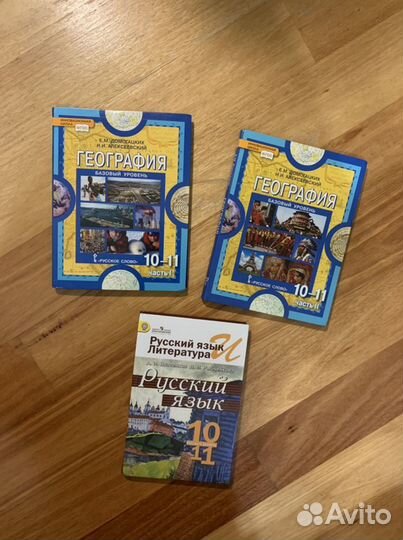 Е.М. ДОМОГАЦКИХ
Н.И. АЛЕКСЕЕВСКИЙ
ГЕОГРАФИЯ
БАЗОВЫЙ УРОВЕНЬ
10-11
ЧАСТЬ I
«РУССКОЕ СЛОВО»
Е.М. ДОМОГАЦКИХ
Н.И. АЛЕКСЕЕВСКИЙ
ГЕОГРАФИЯ
БАЗОВЫЙ УРОВЕНЬ
10-11
ЧАСТЬ II
«РУССКОЕ СЛОВО»
Русский язык И
Литература
Русский
язык
10
11
Avito